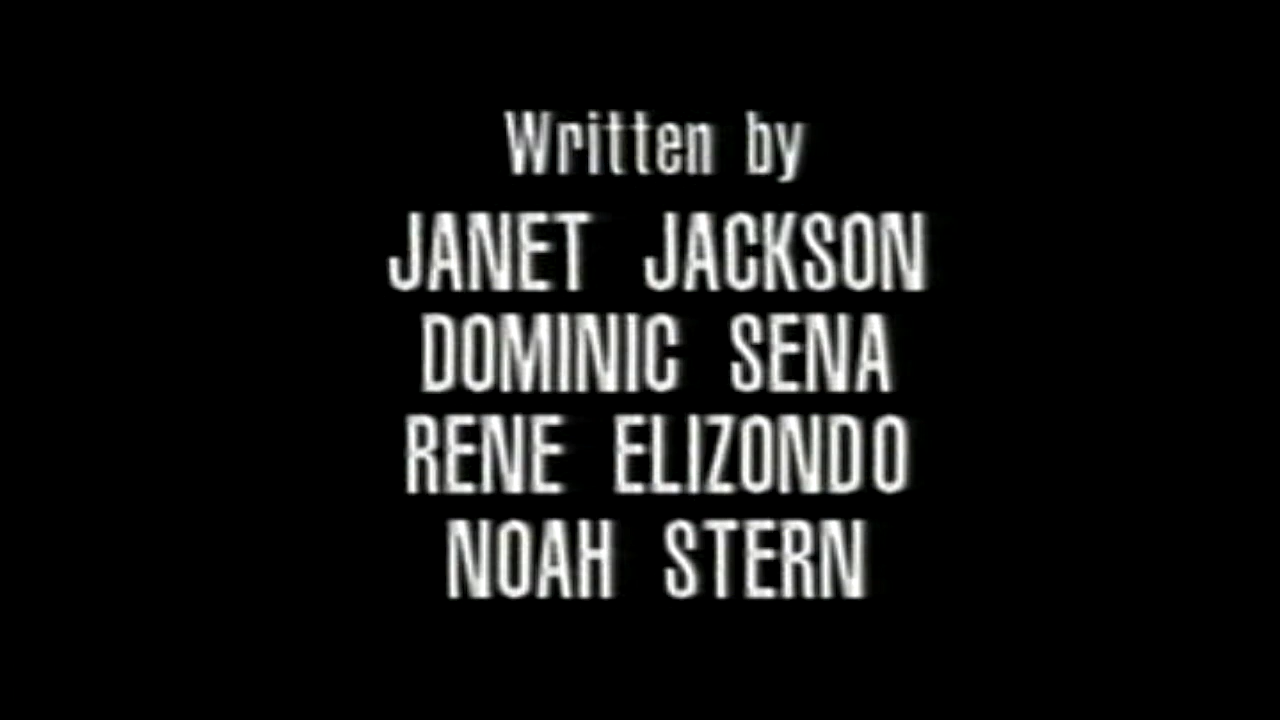 Written by
JANET JACKSON
DOMINIC SENA
RENE ELIZONDO
NOAH STERN